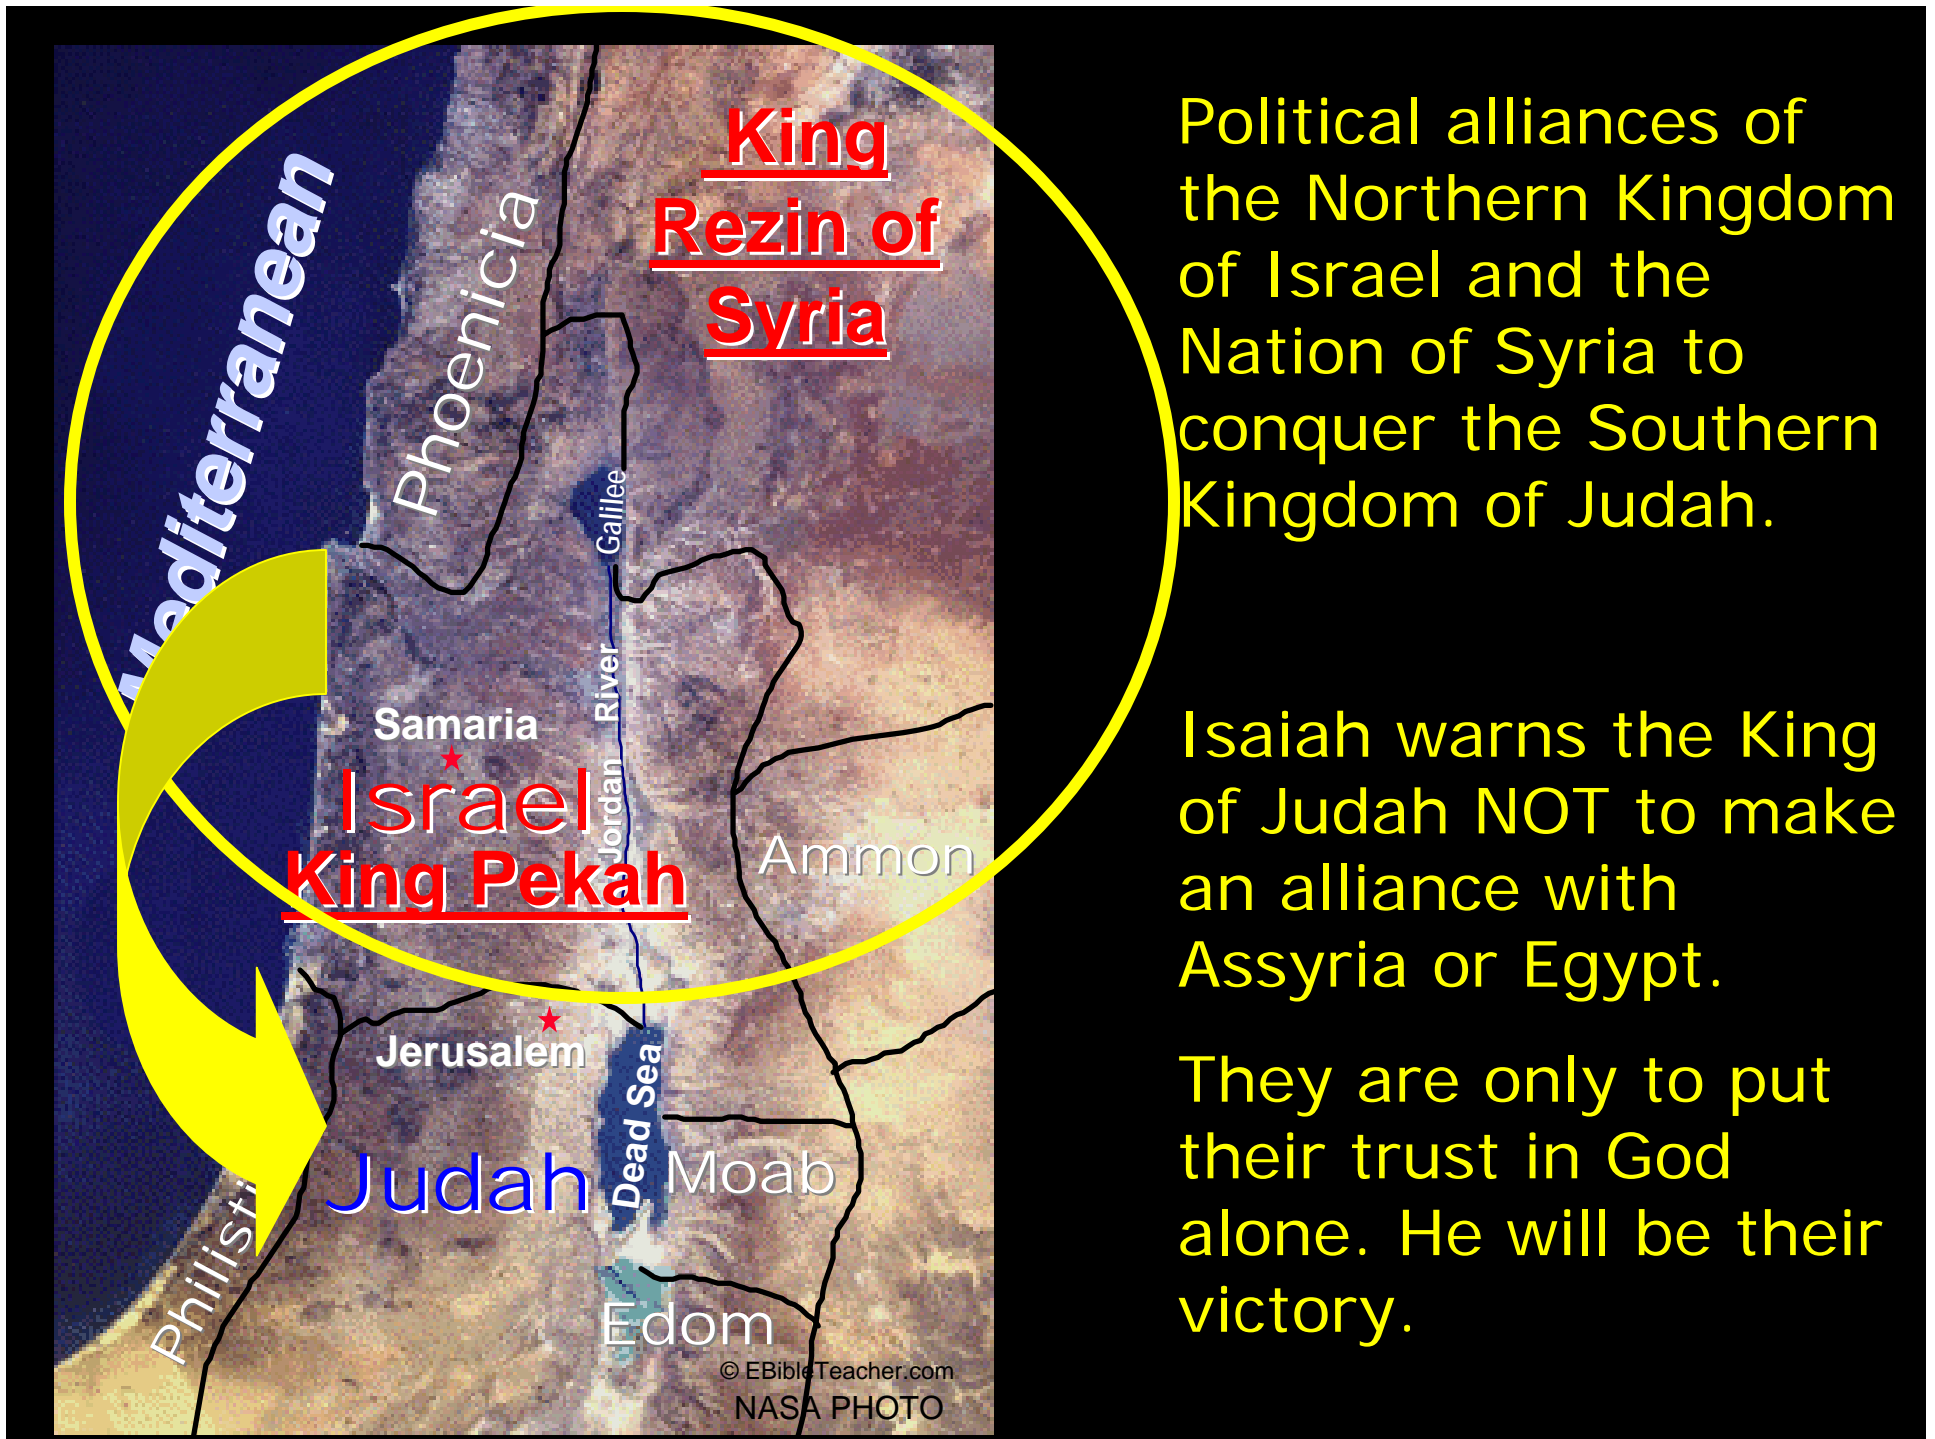 King
Rezin of
Syria
Mediterranean
Phoenicia
Galilee
Jordan River
Samaria
Israel
King Pekah
Ammon
Jerusalem
Dead Sea
Judah
Moab
Edom
© EBibleTeacher.com
NASA PHOTO
Political alliances of
the Northern Kingdom
of Israel and the
Nation of Syria to
conquer the Southern
Kingdom of Judah.
Isaiah warns the King
of Judah NOT to make
an alliance with
Assyria or Egypt.
They are only to put
their trust in God
alone. He will be their
victory.